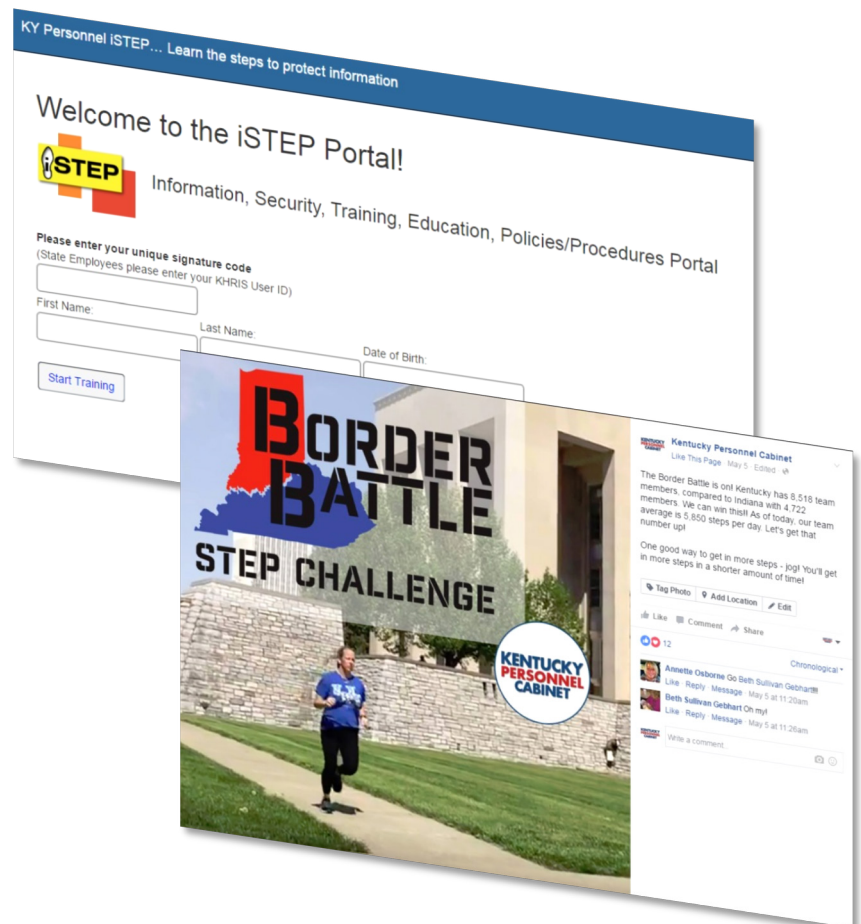 KY Personnel iSTEP... Learn the steps to protect information
Welcome to the iSTEP Portal!
iSTEP
Information, Security, Training, Education, Policies/Procedures Portal
Please enter your unique signature code
(State Employees please enter your KHRIS User ID)
First Name:
Last Name:
Date of Birth:
Start Training
BORDER
BATTLE
STEP CHALLENGE
KENTUCKY
PERSONNEL
CABINET
Kentucky Personnel Cabinet
Like This Page · May 5 · Edited ·
The Border Battle is on! Kentucky has 8,518 team
members, compared to Indiana with 4,722
members. We can win this!! As of today, our team
average is 5,850 steps per day. Let's get that
number up!
One good way to get in more steps - jog! You'll get
in more steps in a shorter amount of time!
Tag Photo
Add Location
Edit
Like
Comment
Share
12
Chronological
Annette Osborne Go Beth Sullivan Gebhart!!!!
Like · Reply · Message · May 5 at 11:20am
Beth Sullivan Gebhart Oh my!
Like · Reply · Message · May 5 at 11:26am
Write a comment...